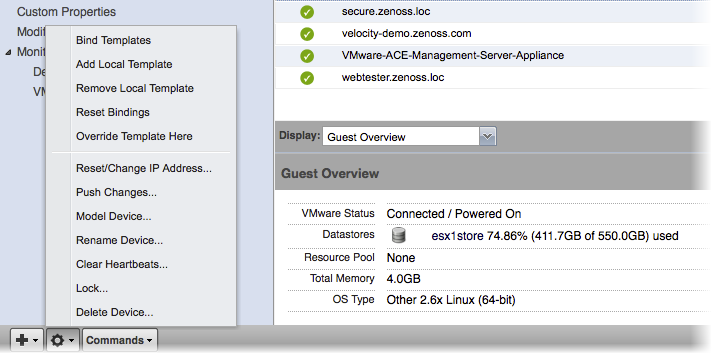 Custom Properties
Modif
Monit
De
VM
Bind Templates
Add Local Template
Remove Local Template
Reset Bindings
Override Template Here
Reset/Change IP Address...
Push Changes...
Model Device...
Rename Device...
Clear Heartbeats...
Lock...
Delete Device...
Commands
secure.zenoss.loc
velocity-demo.zenoss.com
VMware-ACE-Management-Server-Appliance
webtester.zenoss.loc
Display: Guest Overview
Guest Overview
VMware Status Connected / Powered On
Datastores esx1store 74.86% (411.7GB of 550.0GB) used
Resource Pool None
Total Memory 4.0GB
OS Type Other 2.6x Linux (64-bit)